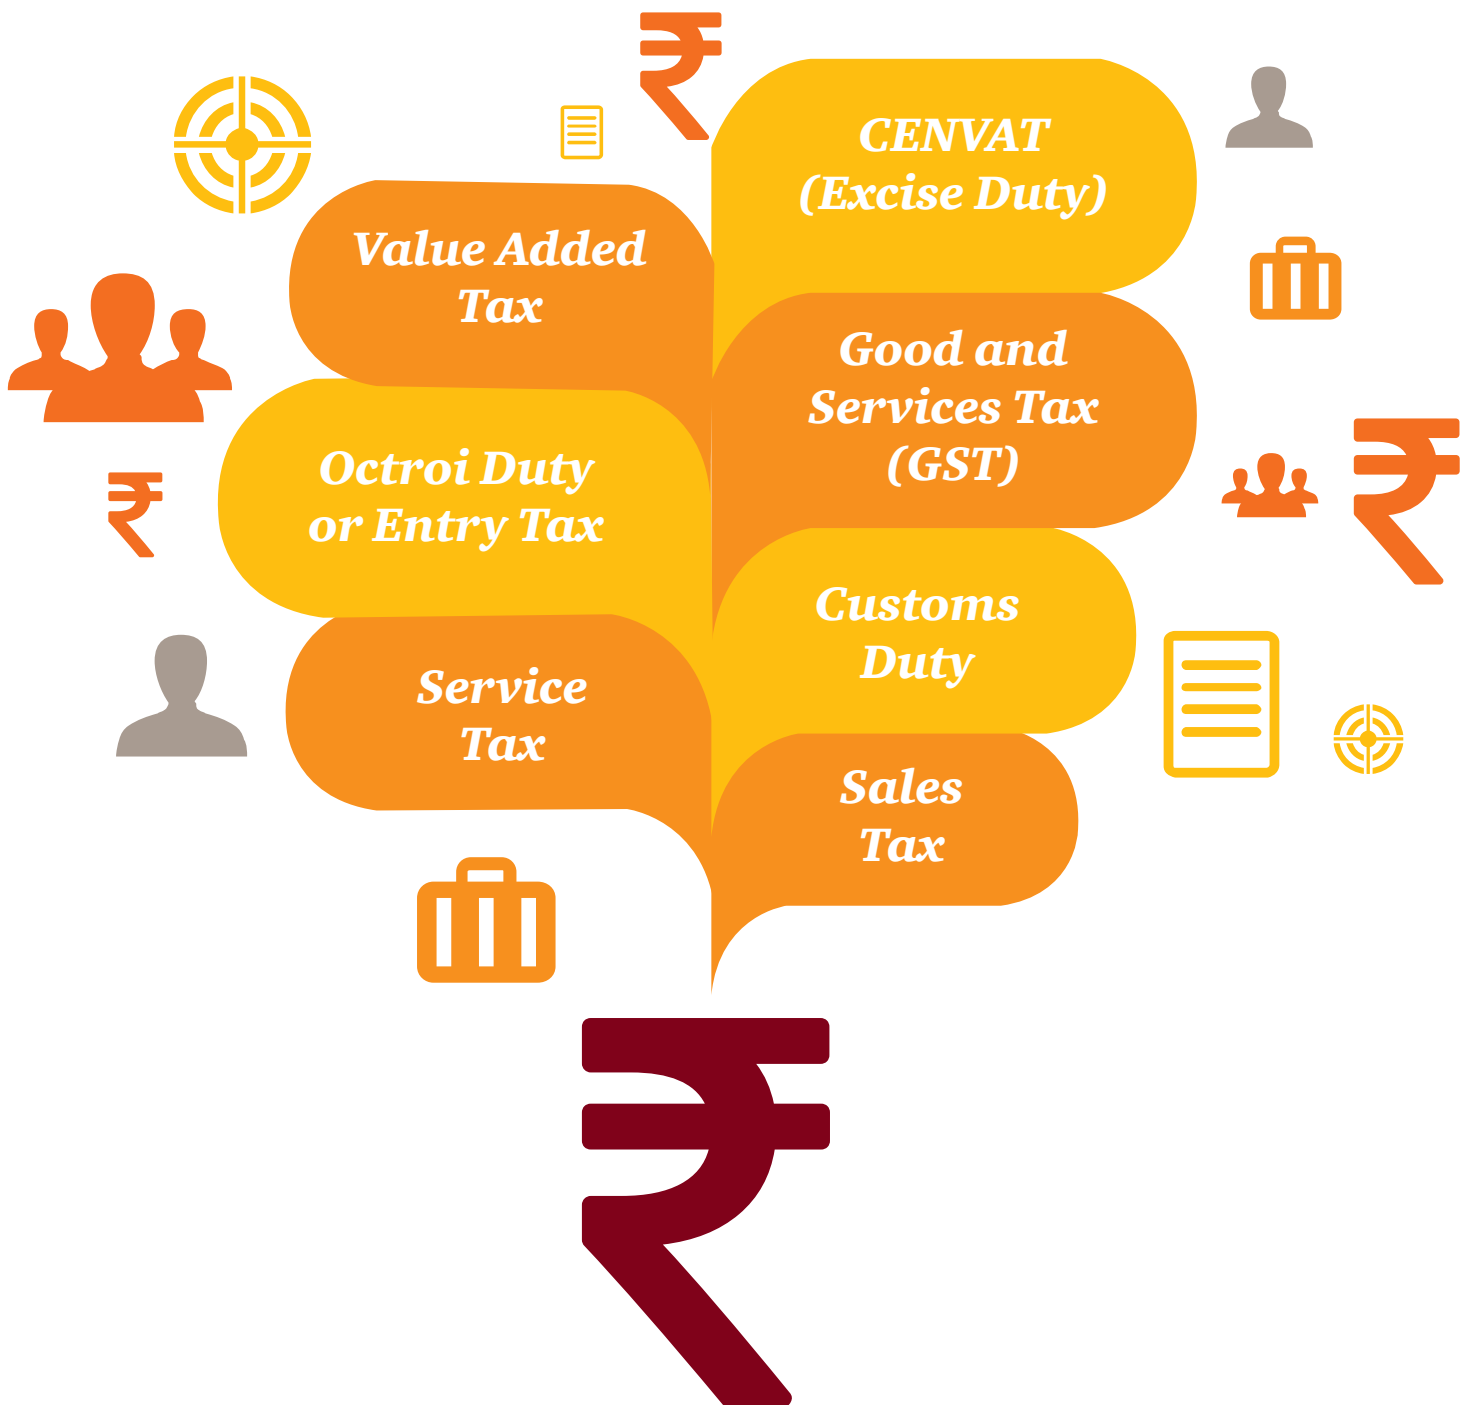 CENVAT
(Excise Duty)
Value Added
Tax
Good and
Services Tax
(GST)
Octroi Duty
or Entry Tax
Customs
Duty
Service
Tax
Sales
Tax
₹
₹
₹
₹